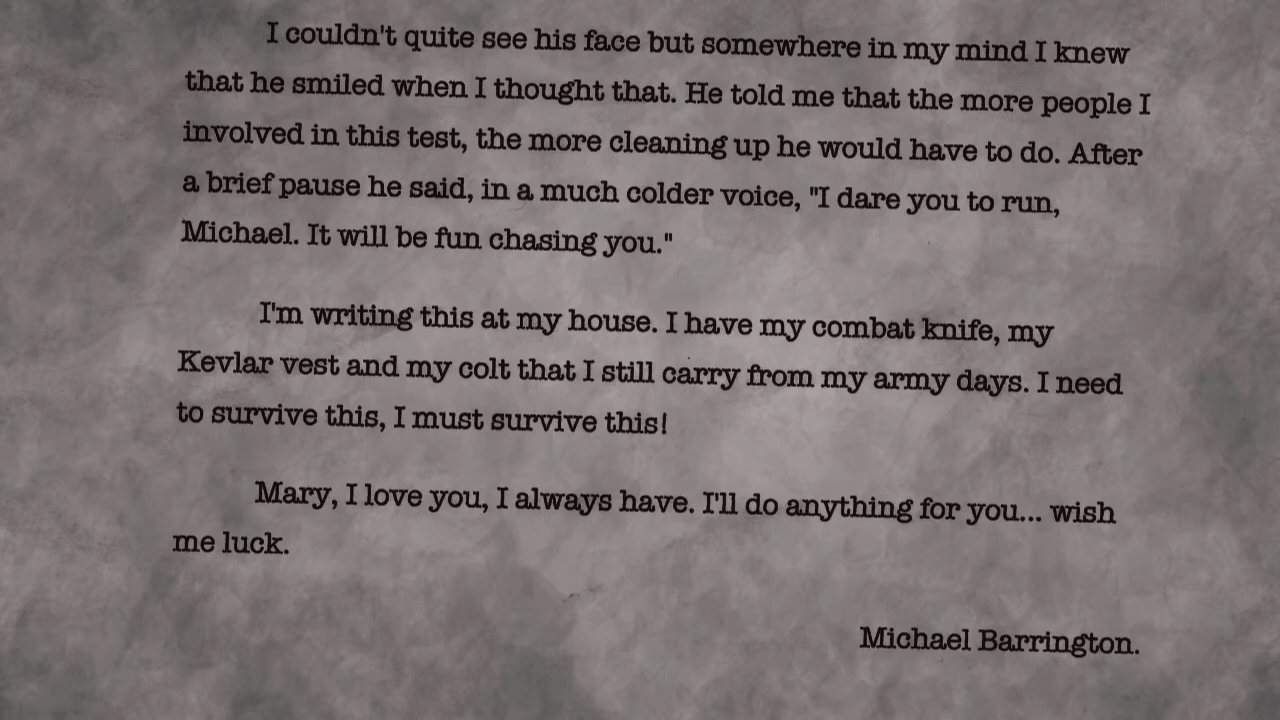 I couldn't quite see his face but somewhere in my mind I knew
that he smiled when I thought that. He told me that the more people I
involved in this test, the more cleaning up he would have to do. After
a brief pause he said, in a much colder voice, "I dare you to run,
Michael. It will be fun chasing you."
I'm writing this at my house. I have my combat knife, my
Kevlar vest and my colt that I still carry from my army days. I need
to survive this, I must survive this!
Mary, I love you, I always have. I'll do anything for you... wish
me luck.
Michael Barrington.